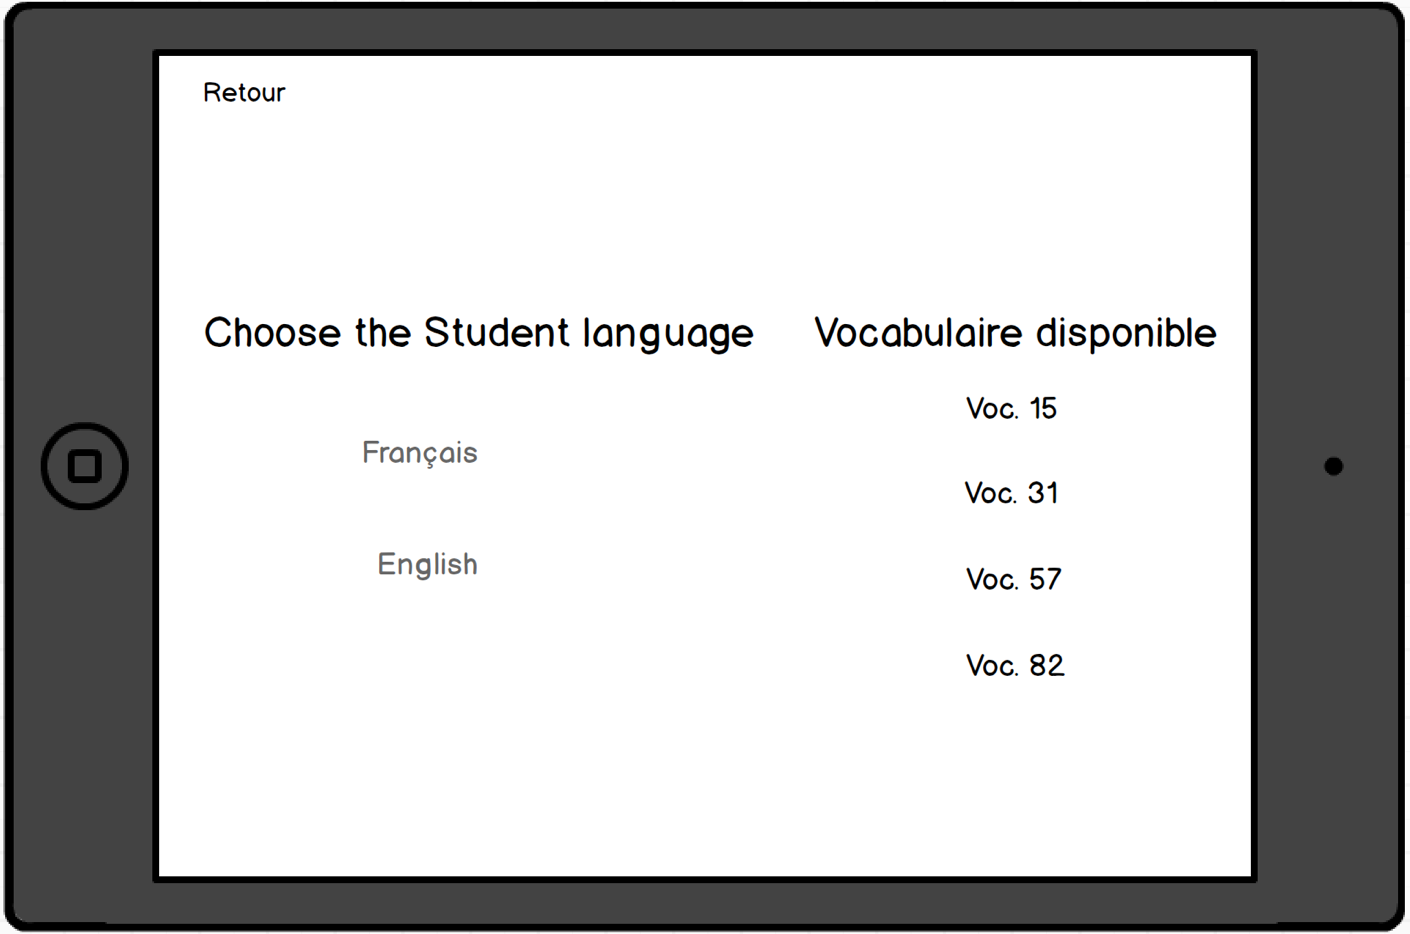 Retour
Choose the Student language
Français
English
Vocabulaire disponible
Voc. 15
Voc. 31
Voc. 57
Voc. 82